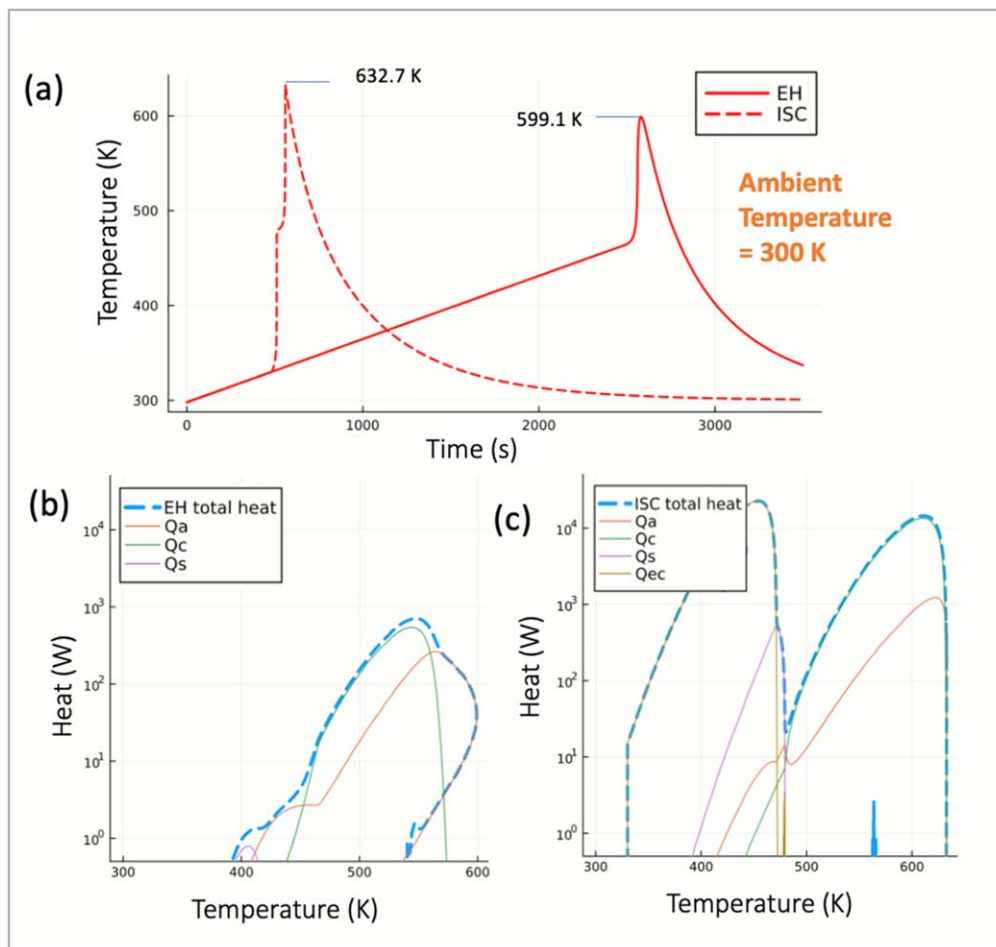 (a)
632.7 K
599.1 K
EH
ISC
Ambient
Temperature
= 300 K
Temperature (K)
600
500
400
300
0
1000
2000
3000
Time (s)
(b)
EH total heat
Qa
Qc
Qs
Heat (W)
10^4
10^3
10^2
10^1
10^0
300
400
500
600
Temperature (K)
(c)
ISC total heat
Qa
Qc
Qs
Qec
Heat (W)
10^4
10^3
10^2
10^1
10^0
300
400
500
600
Temperature (K)